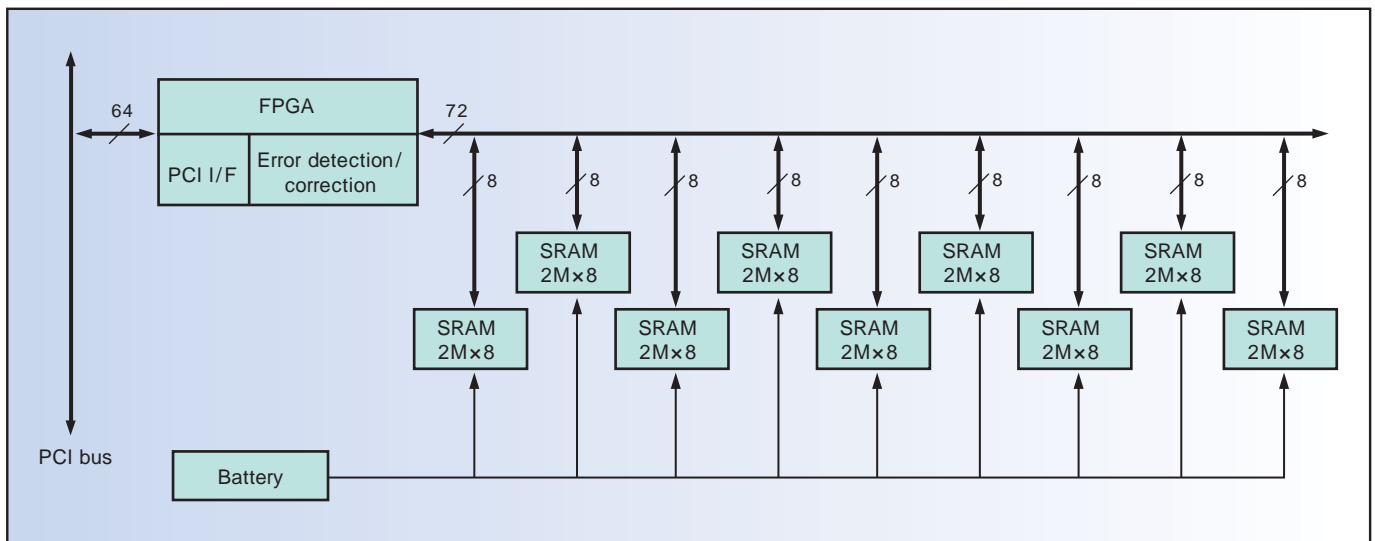 64
FPGA
72
PCI I/F
Error detection/
correction
8
8
8
8
8
8
8
8
8
SRAM
2M×8
SRAM
2M×8
SRAM
2M×8
SRAM
2M×8
SRAM
2M×8
SRAM
2M×8
SRAM
2M×8
SRAM
2M×8
SRAM
2M×8
PCI bus
Battery